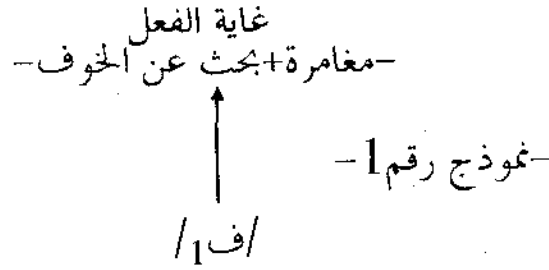 غاية الفعل
-مغامرة+بحث عن الخوف-
-نموذج رقم1-
/ف1/